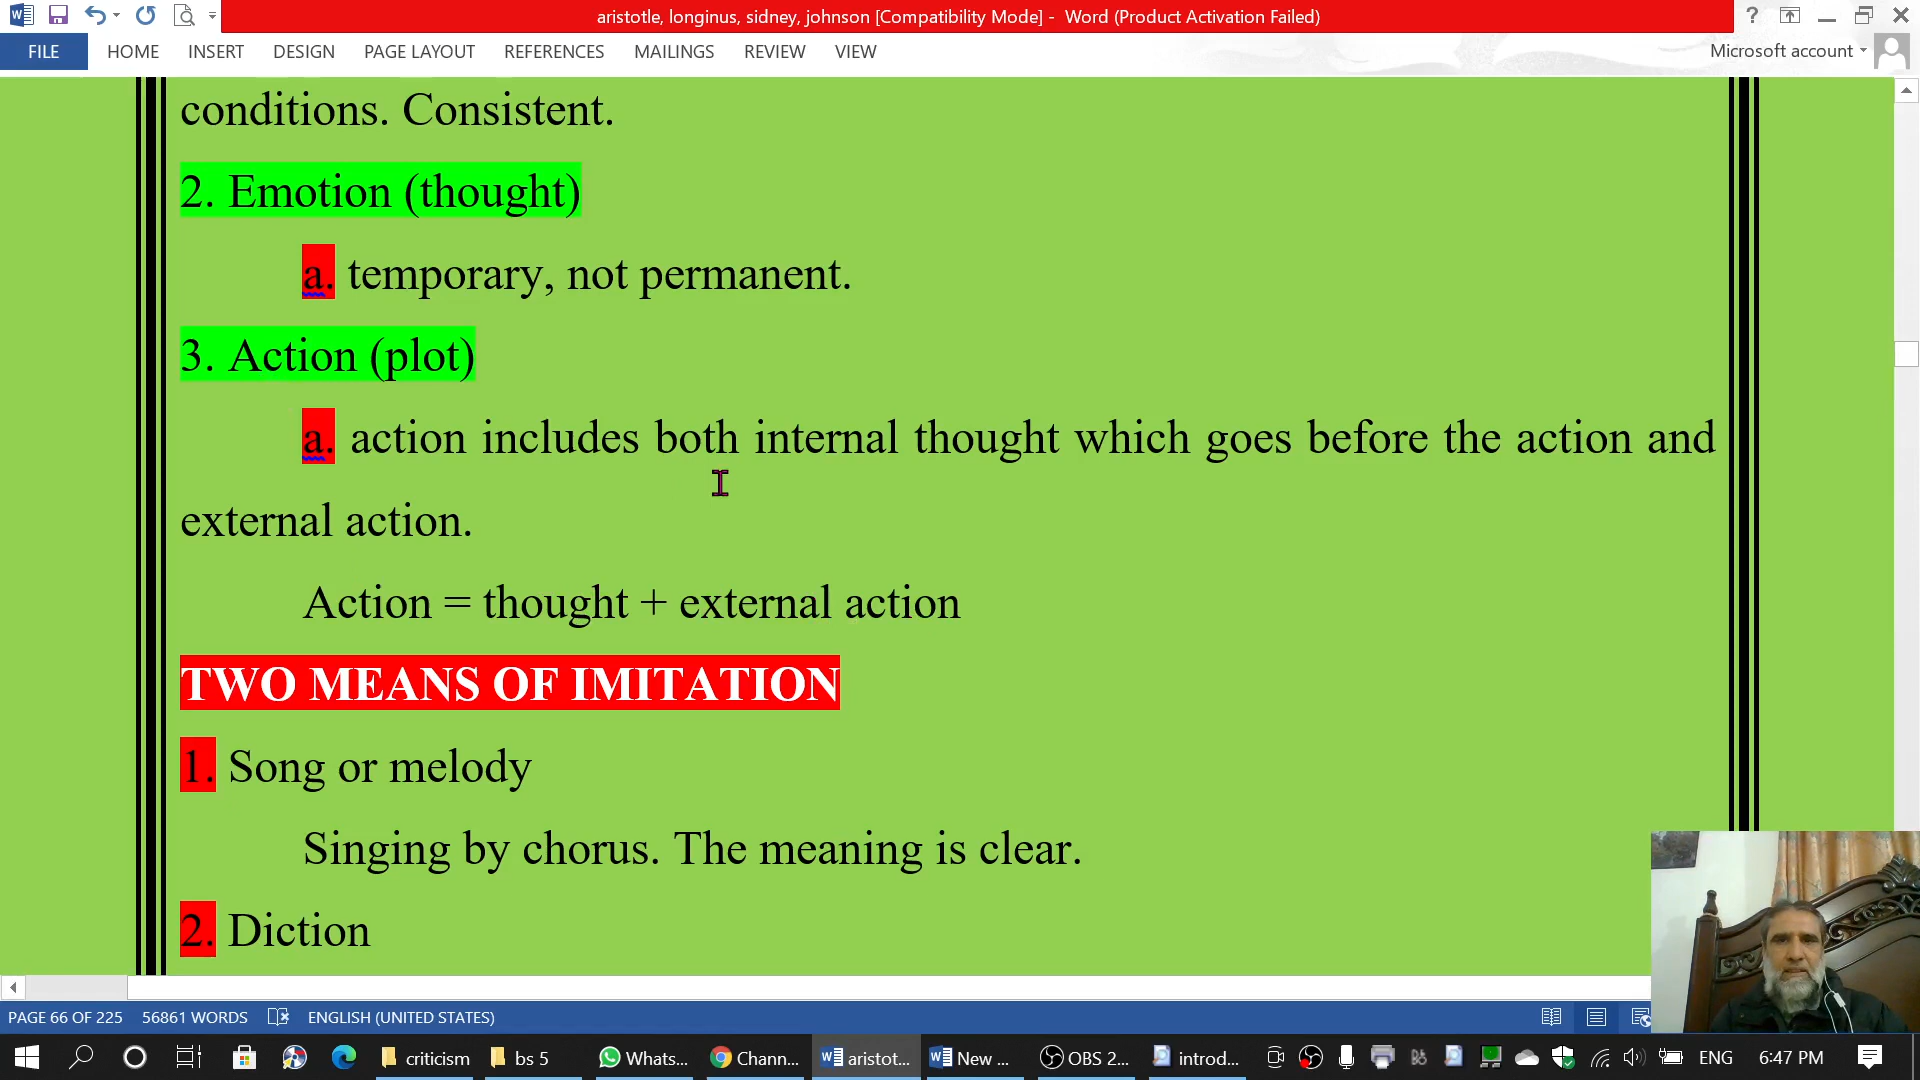 aristotle, longinus, sidney, johnson [Compatibility Mode] - Word (Product Activation Failed)
?
FILE HOME INSERT DESIGN PAGE LAYOUT REFERENCES MAILINGS REVIEW VIEW
Microsoft account
conditions. Consistent.
2. Emotion (thought)
a. temporary, not permanent.
3. Action (plot)
a. action includes both internal thought which goes before the action and
external action.
Action = thought + external action
TWO MEANS OF IMITATION
1. Song or melody
Singing by chorus. The meaning is clear.
2. Diction
PAGE 66 OF 225 56861 WORDS ENGLISH (UNITED STATES)
criticism bs 5 Whats... Chann... aristot... New ... OBS 2... introd... ENG 6:47 PM